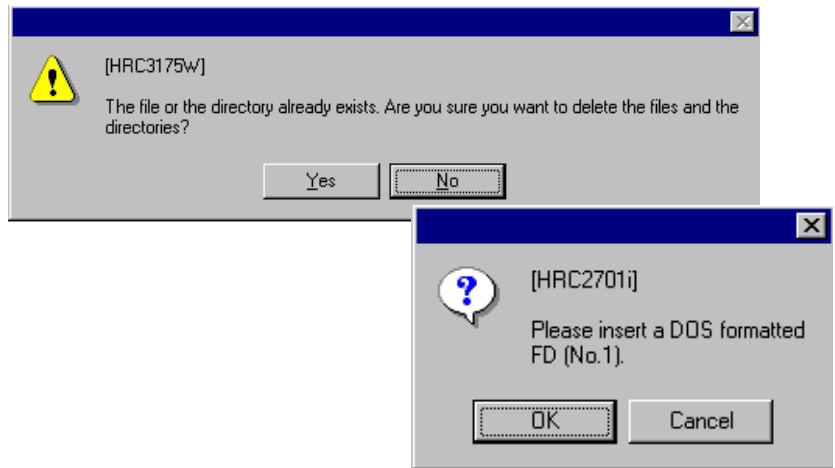 [HRC3175W]
The file or the directory already exists. Are you sure you want to delete the files and the
directories?
Yes No
[HRC2701i]
Please insert a DOS formatted
FD (No.1).
OK Cancel